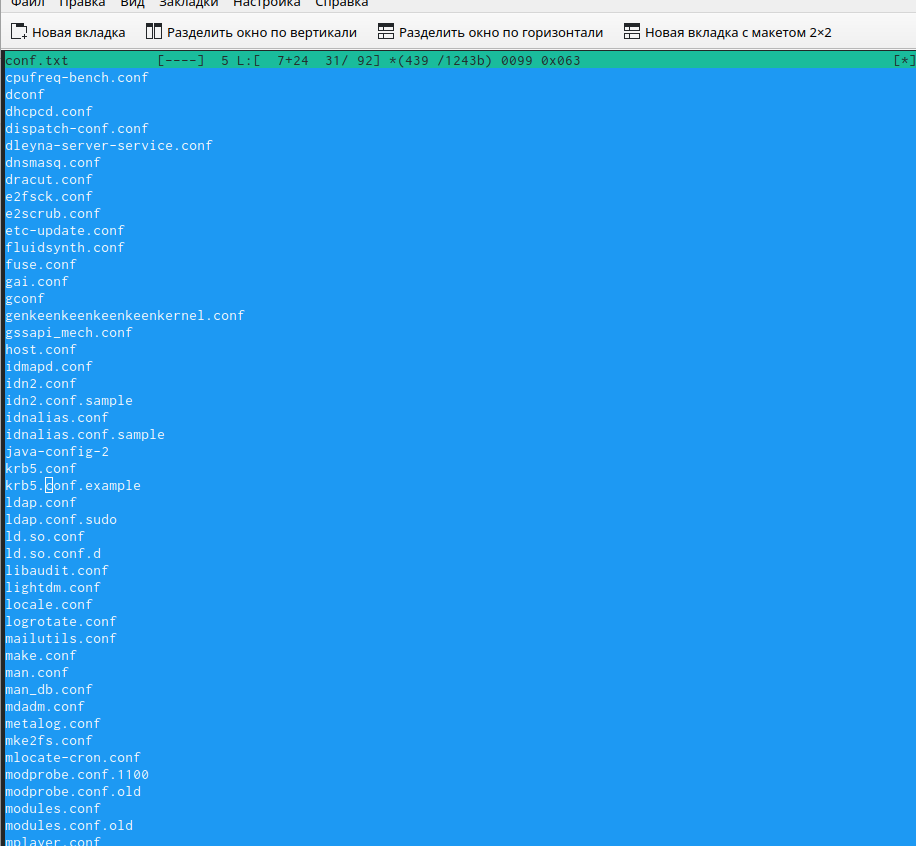 Файл Правка Вид Закладки Настройка Справка
Новая вкладка Разделить окно по вертикали Разделить окно по горизонтали Новая вкладка с макетом 2×2
conf.txt [----] 5 L:[ 7+24 31/ 92] *(439 /1243b) 0099 0x063 [*]
cpufreq-bench.conf
dconf
dhcpcd.conf
dispatch-conf.conf
dleyna-server-service.conf
dnsmasq.conf
dracut.conf
e2fsck.conf
e2scrub.conf
etc-update.conf
fluidsynth.conf
fuse.conf
gai.conf
gconf
genkeenkeenkeenkeenkernel.conf
gssapi_mech.conf
host.conf
idmapd.conf
idn2.conf
idn2.conf.sample
idnalias.conf
idnalias.conf.sample
java-config-2
krb5.conf
krb5.conf.example
ldap.conf
ldap.conf.sudo
ld.so.conf
ld.so.conf.d
libaudit.conf
lightdm.conf
locale.conf
logrotate.conf
mailutils.conf
make.conf
man.conf
man_db.conf
mdadm.conf
metalog.conf
mke2fs.conf
mlocate-cron.conf
modprobe.conf.1100
modprobe.conf.old
modules.conf
modules.conf.old
mplayer.conf